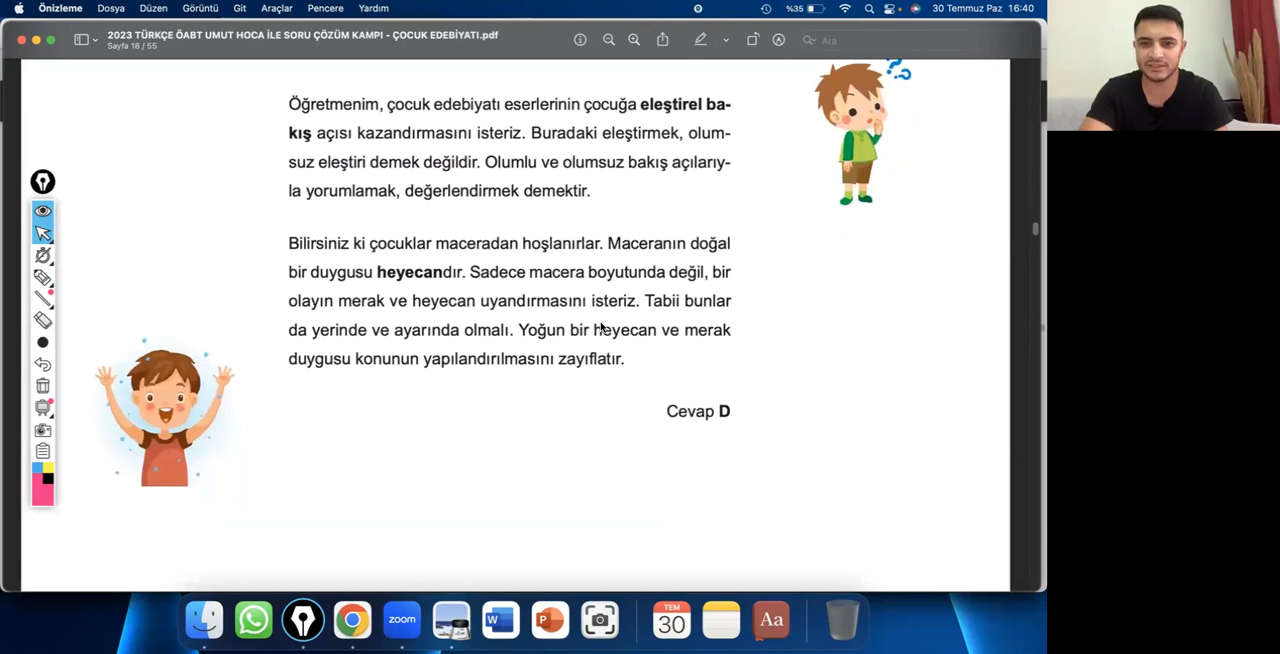 Önizleme Dosya Düzen Görüntü Git Araçlar Pencere Yardım %35 30 Temmuz Paz 16:40
2023 TÜRKÇE ÖABT UMUT HOCA İLE SORU ÇÖZÜM KAMPI - ÇOCUK EDEBİYATI.pdf
Sayfa 18 / 55
Ara
Öğretmenim, çocuk edebiyatı eserlerinin çocuğa eleştirel ba-
kış açısı kazandırmasını isteriz. Buradaki eleştirmek, olum-
suz eleştiri demek değildir. Olumlu ve olumsuz bakış açılarıy-
la yorumlamak, değerlendirmek demektir.
Bilirsiniz ki çocuklar maceradan hoşlanırlar. Maceranın doğal
bir duygusu heyecandır. Sadece macera boyutunda değil, bir
olayın merak ve heyecan uyandırmasını isteriz. Tabii bunlar
da yerinde ve ayarında olmalı. Yoğun bir heyecan ve merak
duygusu konunun yapılandırılmasını zayıflatır.
Cevap D
zoom
W
P
TEM
30
Aa